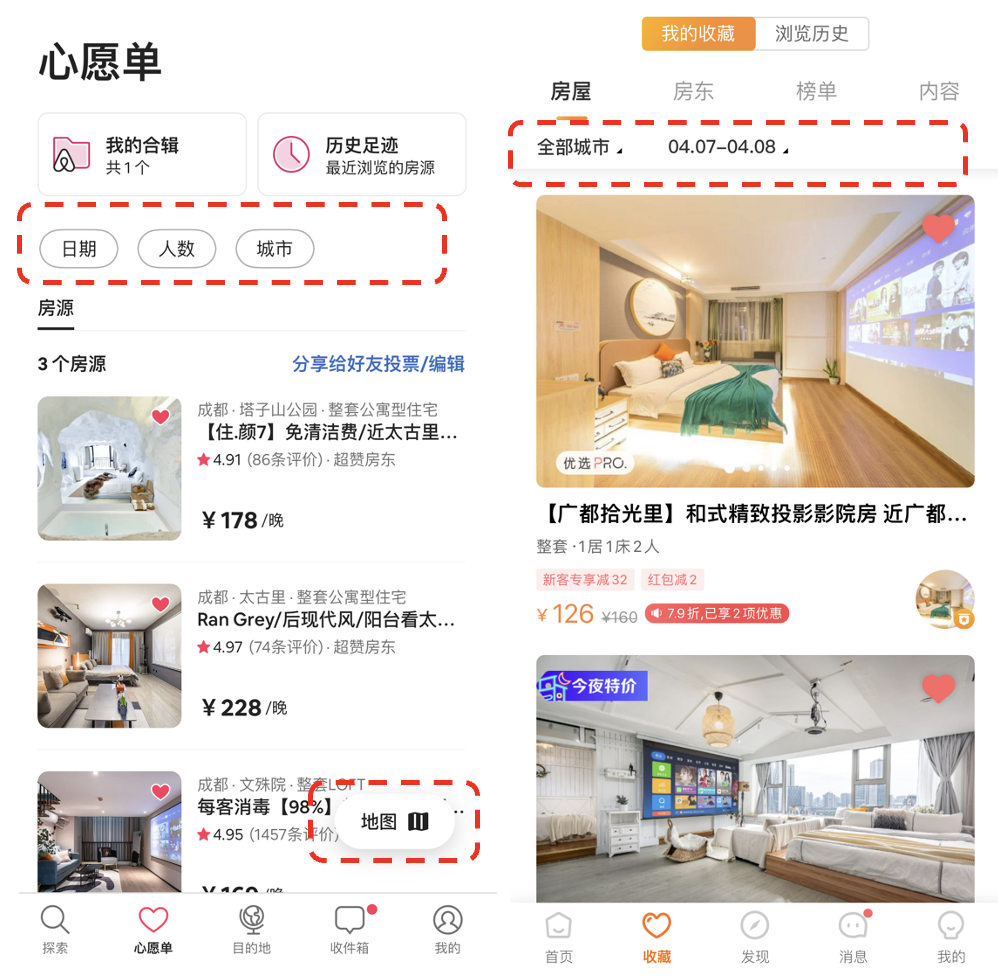 心愿单
我的合辑
共1个
历史足迹
最近浏览的房源
日期
人数
城市
房源
3个房源
分享给好友投票/编辑
成都·塔子山公园·整套公寓型住宅
【住.颜7】免清洁费/近太古里...
4.91 (86条评价)·超赞房东
¥178/晚
成都·太古里·整套公寓型住宅
Ran Grey/后现代风/阳台看太...
4.97 (74条评价)·超赞房东
¥228/晚
成都·文殊院·整套LOFT
每客消毒【98%】
4.95 (1457条评价)
¥169/晚
地图
探索
心愿单
目的地
收件箱
我的
我的收藏
浏览历史
房屋
房东
榜单
内容
全部城市
04.07-04.08
优选PRO.
【广都拾光里】和式精致投影影院房 近广都...
整套·1居1床2人
新客专享减32
红包减2
¥126 ¥160 7.9折,已享2项优惠
今夜特价
首页
收藏
发现
消息
我的